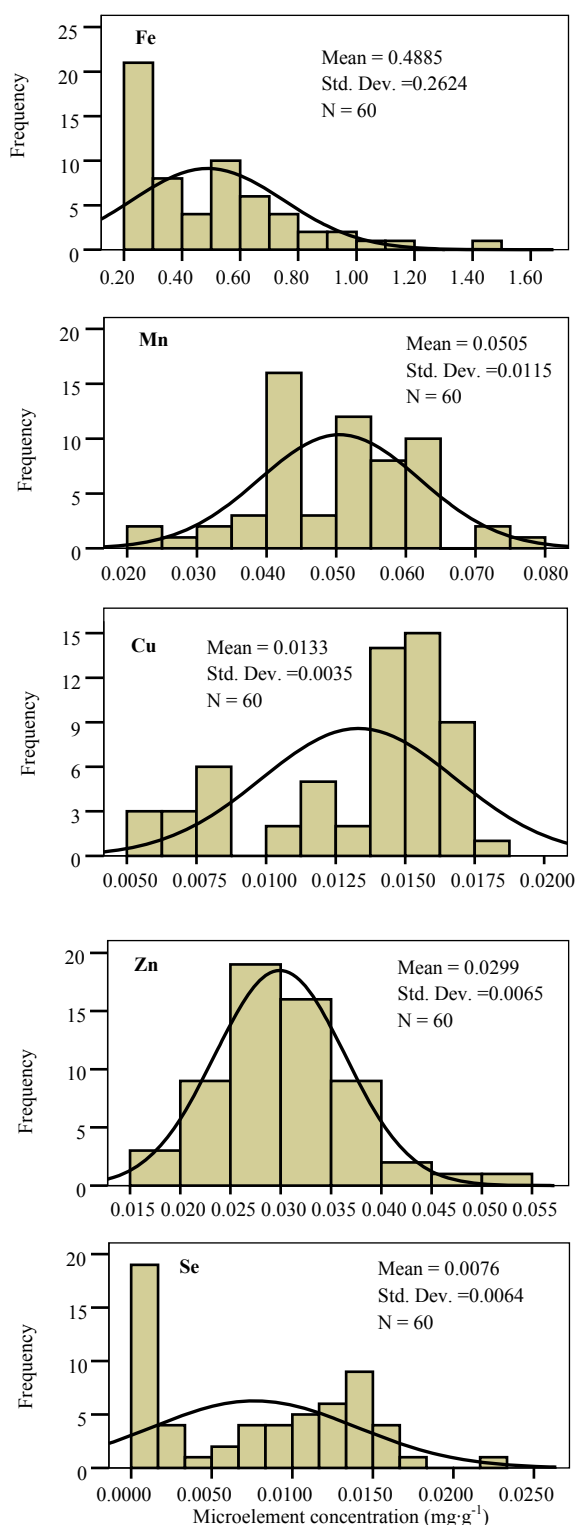 Fe
Mean = 0.4885
Std. Dev. =0.2624
N = 60
Frequency
25
20
15
10
5
0
0.20 0.40 0.60 1.00 1.20 1.40 1.60
Mn
Mean = 0.0505
Std. Dev. =0.0115
N = 60
Frequency
20
15
10
5
0
0.020 0.030 0.040 0.050 0.060 0.070 0.080
Cu
Mean = 0.0133
Std. Dev. =0.0035
N = 60
Frequency
15
12
9
6
3
0
0.0050 0.0075 0.0100 0.0125 0.0150 0.0175 0.0200
Zn
Mean = 0.0299
Std. Dev. =0.0065
N = 60
Frequency
20
15
10
5
0
0.015 0.020 0.025 0.030 0.035 0.040 0.045 0.050 0.055
Se
Mean = 0.0076
Std. Dev. =0.0064
N = 60
Frequency
20
15
10
5
0
0.0000 0.0050 0.0100 0.0150 0.0200 0.0250
Microelement concentration (mg·g⁻¹)